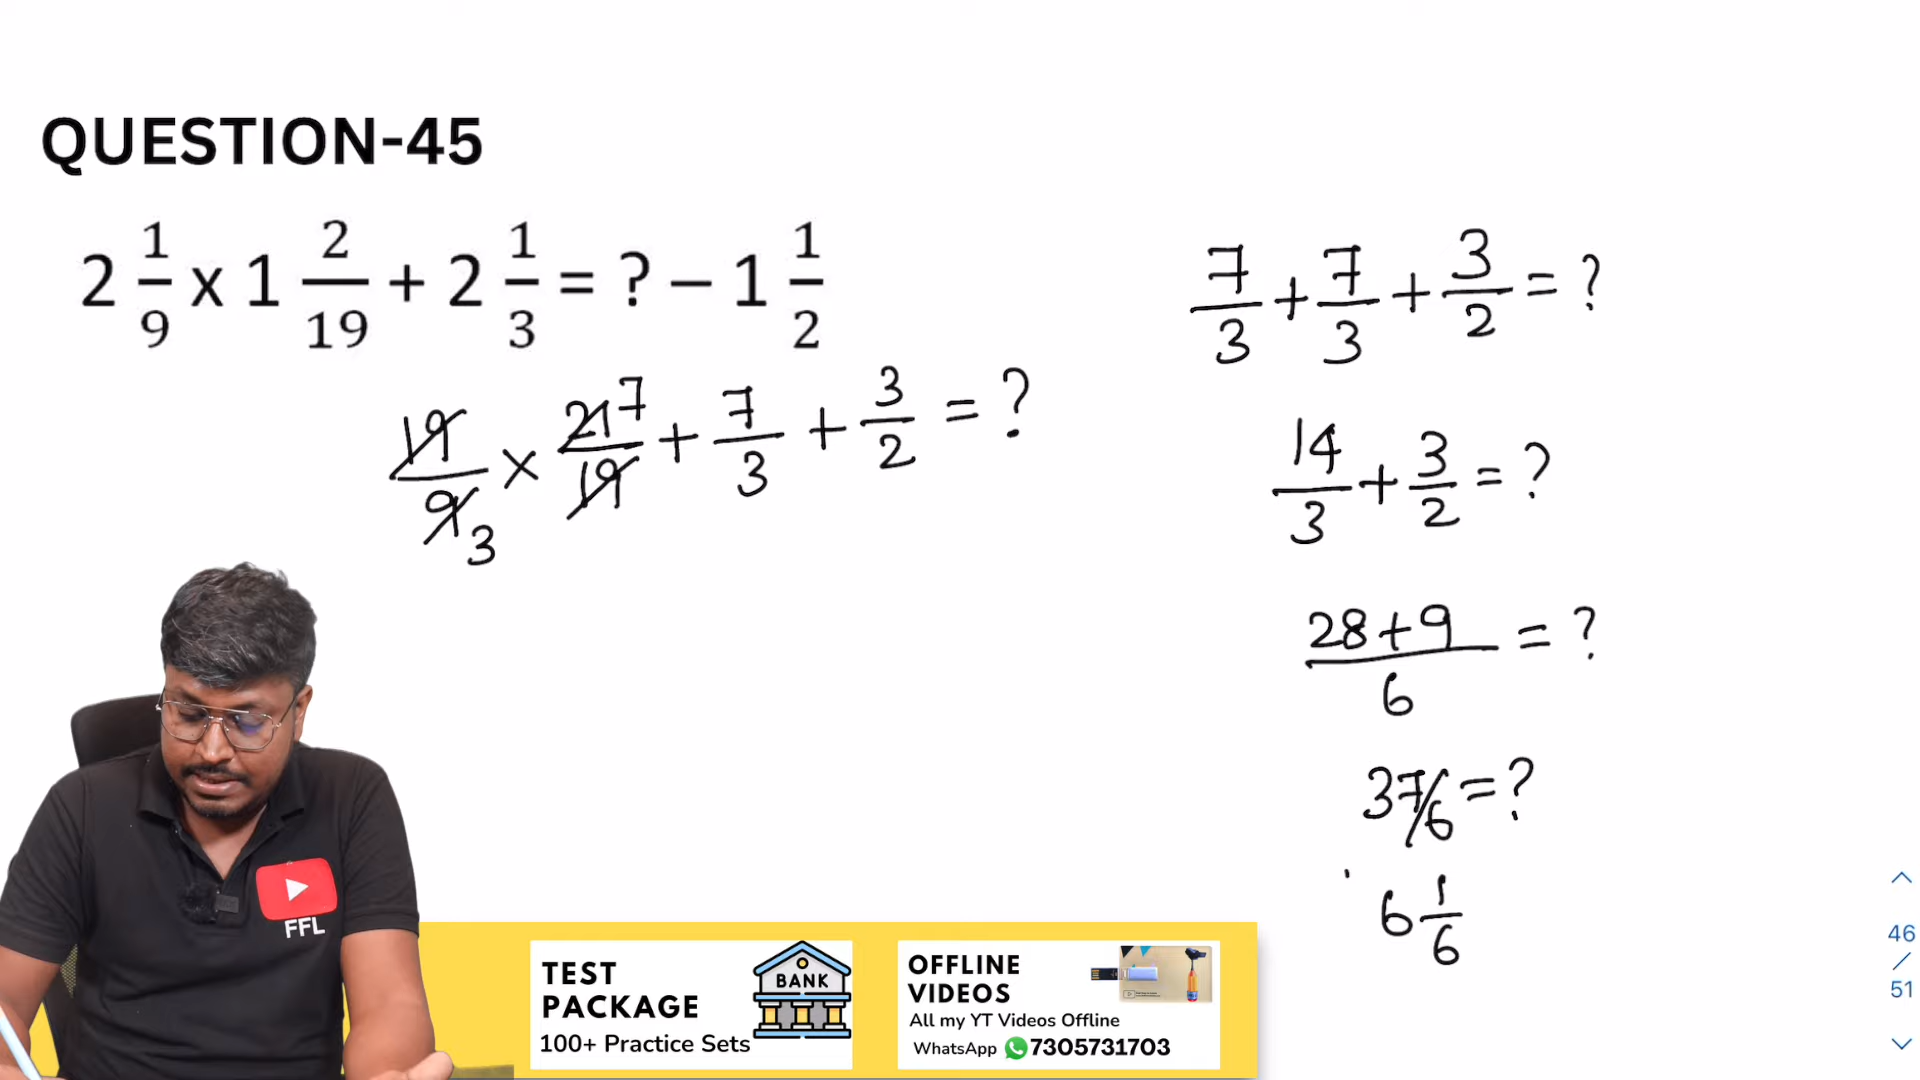 QUESTION-45
2 1/9 x 1 2/19 + 2 1/3 = ? − 1 1/2
19/9 3 × 21 7/19 + 7/3 + 3/2 = ?
7/3 + 7/3 + 3/2 = ?
14/3 + 3/2 = ?
28+9/6 = ?
37/6 = ?
6 1/6
FFL
TEST
PACKAGE
100+ Practice Sets
BANK
OFFLINE
VIDEOS
All my YT Videos Offline
WhatsApp 7305731703
46
/
51